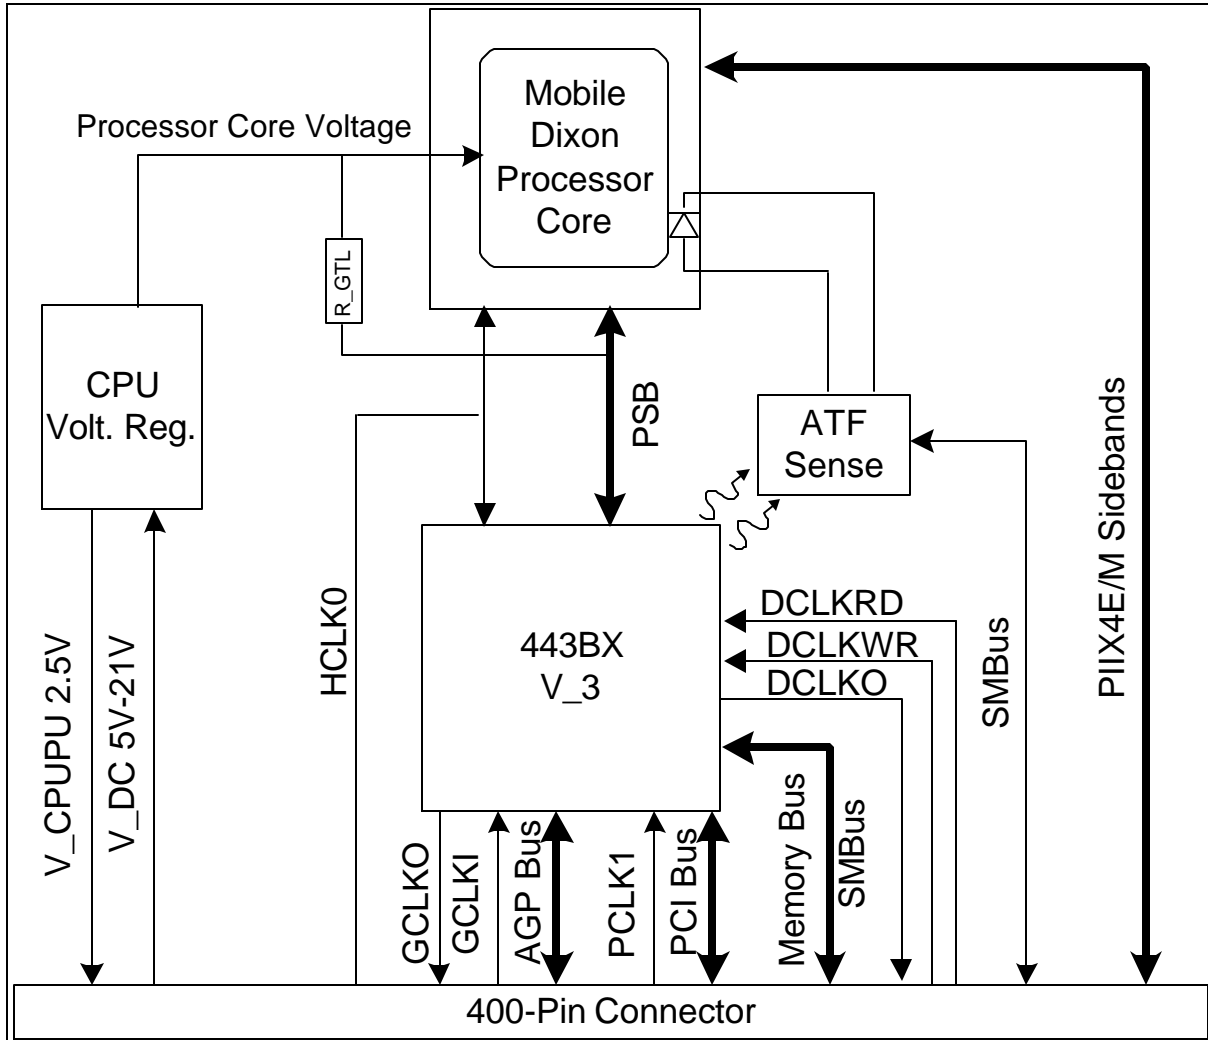 Mobile
Dixon
Processor
Core
Processor Core Voltage
R_GTL
CPU
Volt. Reg.
PSB
ATF
Sense
PIIX4E/M Sidebands
HCLK0
443BX
V_3
DCLKRD
DCLKWR
DCLKO
SMBus
V_CPUPU 2.5V
V_DC 5V-21V
GCLKO
GCLKI
AGP Bus
PCLK1
PCI Bus
Memory Bus
SMBus
400-Pin Connector